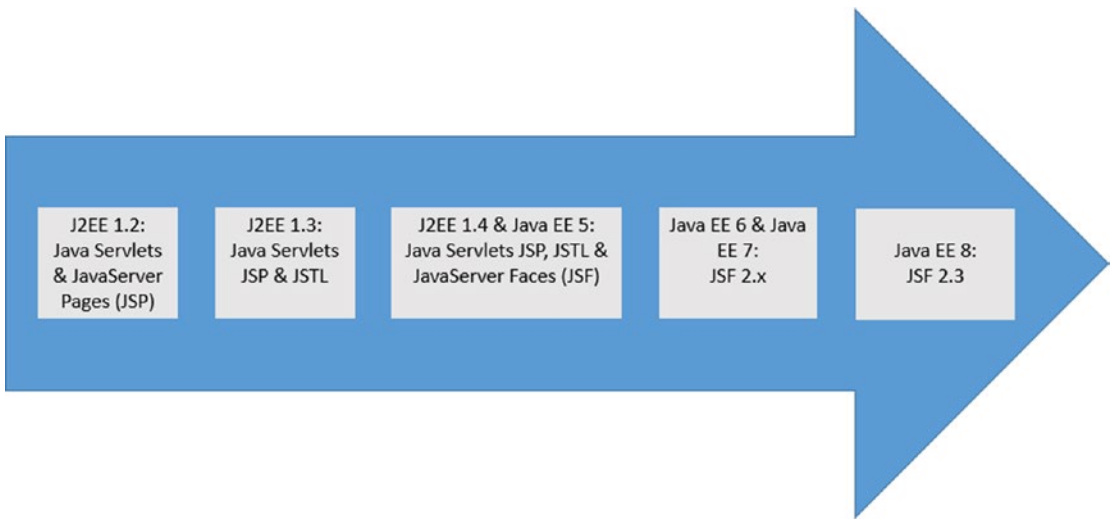 J2EE 1.2:
Java Servlets
& JavaServer
Pages (JSP)
J2EE 1.3:
Java Servlets
JSP & JSTL
J2EE 1.4 & Java EE 5:
Java Servlets JSP, JSTL &
JavaServer Faces (JSF)
Java EE 6 & Java
EE 7:
JSF 2.x
Java EE 8:
JSF 2.3